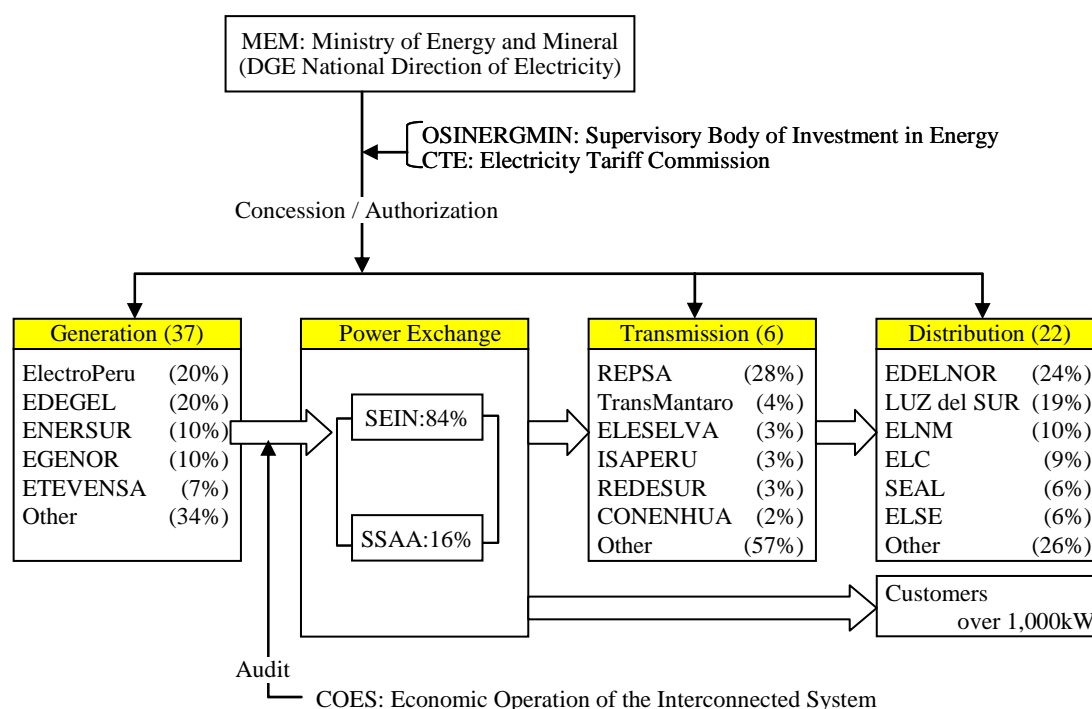 MEM: Ministry of Energy and Mineral
(DGE National Direction of Electricity)
OSINERGMIN: Supervisory Body of Investment in Energy
CTE: Electricity Tariff Commission
Concession / Authorization
Generation (37)
ElectroPeru (20%)
EDEGEL (20%)
ENERSUR (10%)
EGENOR (10%)
ETEVENSA (7%)
Other (34%)
Power Exchange
SEIN:84%
SSAA:16%
Transmission (6)
REPSA (28%)
TransMantaro (4%)
ELESELVA (3%)
ISAPERU (3%)
REDESUR (3%)
CONENHUA (2%)
Other (57%)
Distribution (22)
EDELNOR (24%)
LUZ del SUR (19%)
ELNM (10%)
ELC (9%)
SEAL (6%)
ELSE (6%)
Other (26%)
Customers
over 1,000kW
Audit
COES: Economic Operation of the Interconnected System